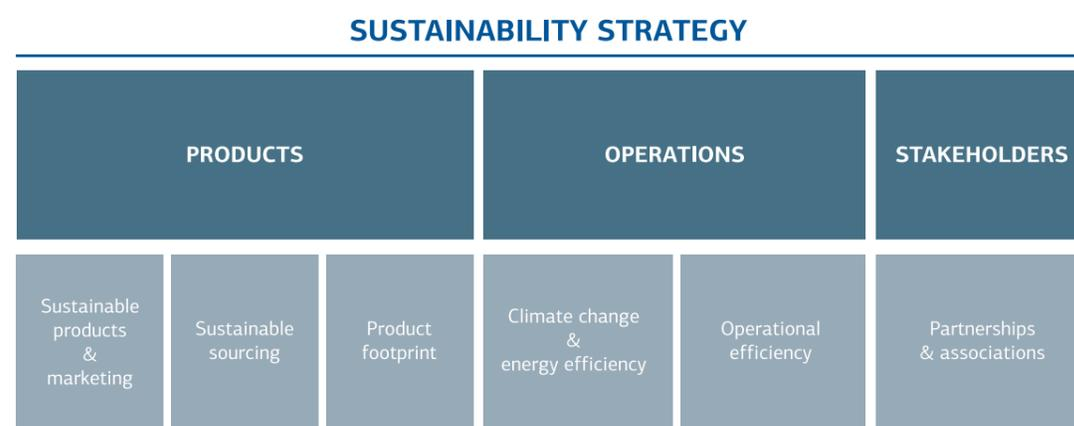 SUSTAINABILITY STRATEGY
PRODUCTS
OPERATIONS
STAKEHOLDERS
Sustainable
products
&
marketing
Sustainable
sourcing
Product
footprint
Climate change
&
energy efficiency
Operational
efficiency
Partnerships
& associations